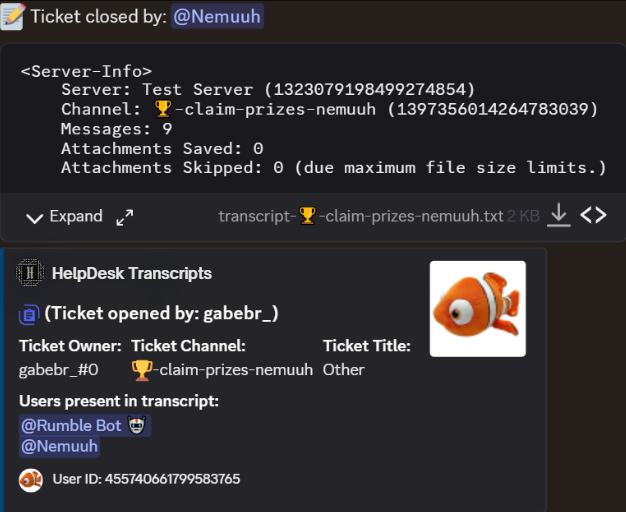 📝 Ticket closed by: @Nemuuh
<Server-Info>
Server: Test Server (1323079198499274854)
Channel: 🏆-claim-prizes-nemuuh (1397356014264783039)
Messages: 9
Attachments Saved: 0
Attachments Skipped: 0 (due maximum file size limits.)
Expand transcript-🏆-claim-prizes-nemuuh.txt 2 KB
HelpDesk Transcripts
(Ticket opened by: gabebr_)
Ticket Owner: Ticket Channel: Ticket Title:
gabebr_#0 🏆-claim-prizes-nemuuh Other
Users present in transcript:
@Rumble Bot 🤖
@Nemuuh
User ID: 455740661799583765